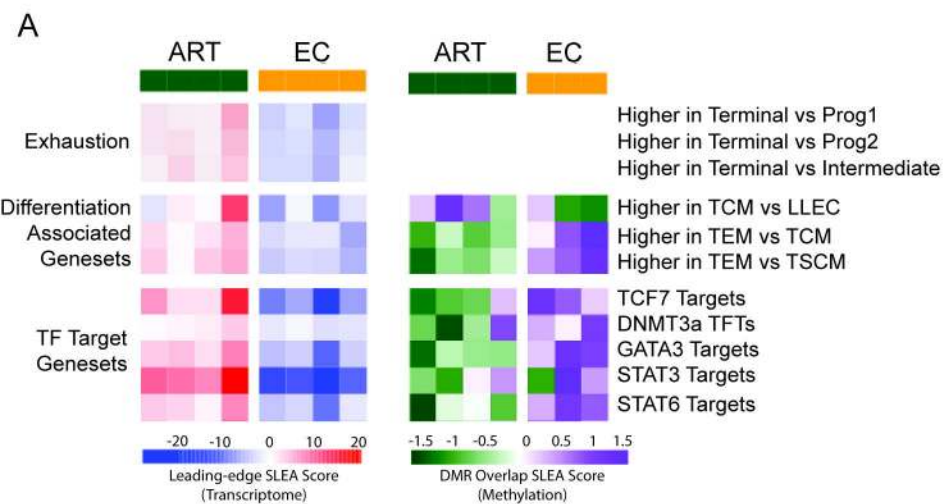 A
ART EC ART EC
Exhaustion
Higher in Terminal vs Prog1
Higher in Terminal vs Prog2
Higher in Terminal vs Intermediate
Differentiation
Associated
Genesets
Higher in TCM vs LLEC
Higher in TEM vs TCM
Higher in TEM vs TSCM
TF Target
Genesets
TCF7 Targets
DNMT3a TFTs
GATA3 Targets
STAT3 Targets
STAT6 Targets
-20 -10 0 10 20
Leading-edge SLEA Score
(Transcriptome)
-1.5 -1 -0.5 0 0.5 1 1.5
DMR Overlap SLEA Score
(Methylation)